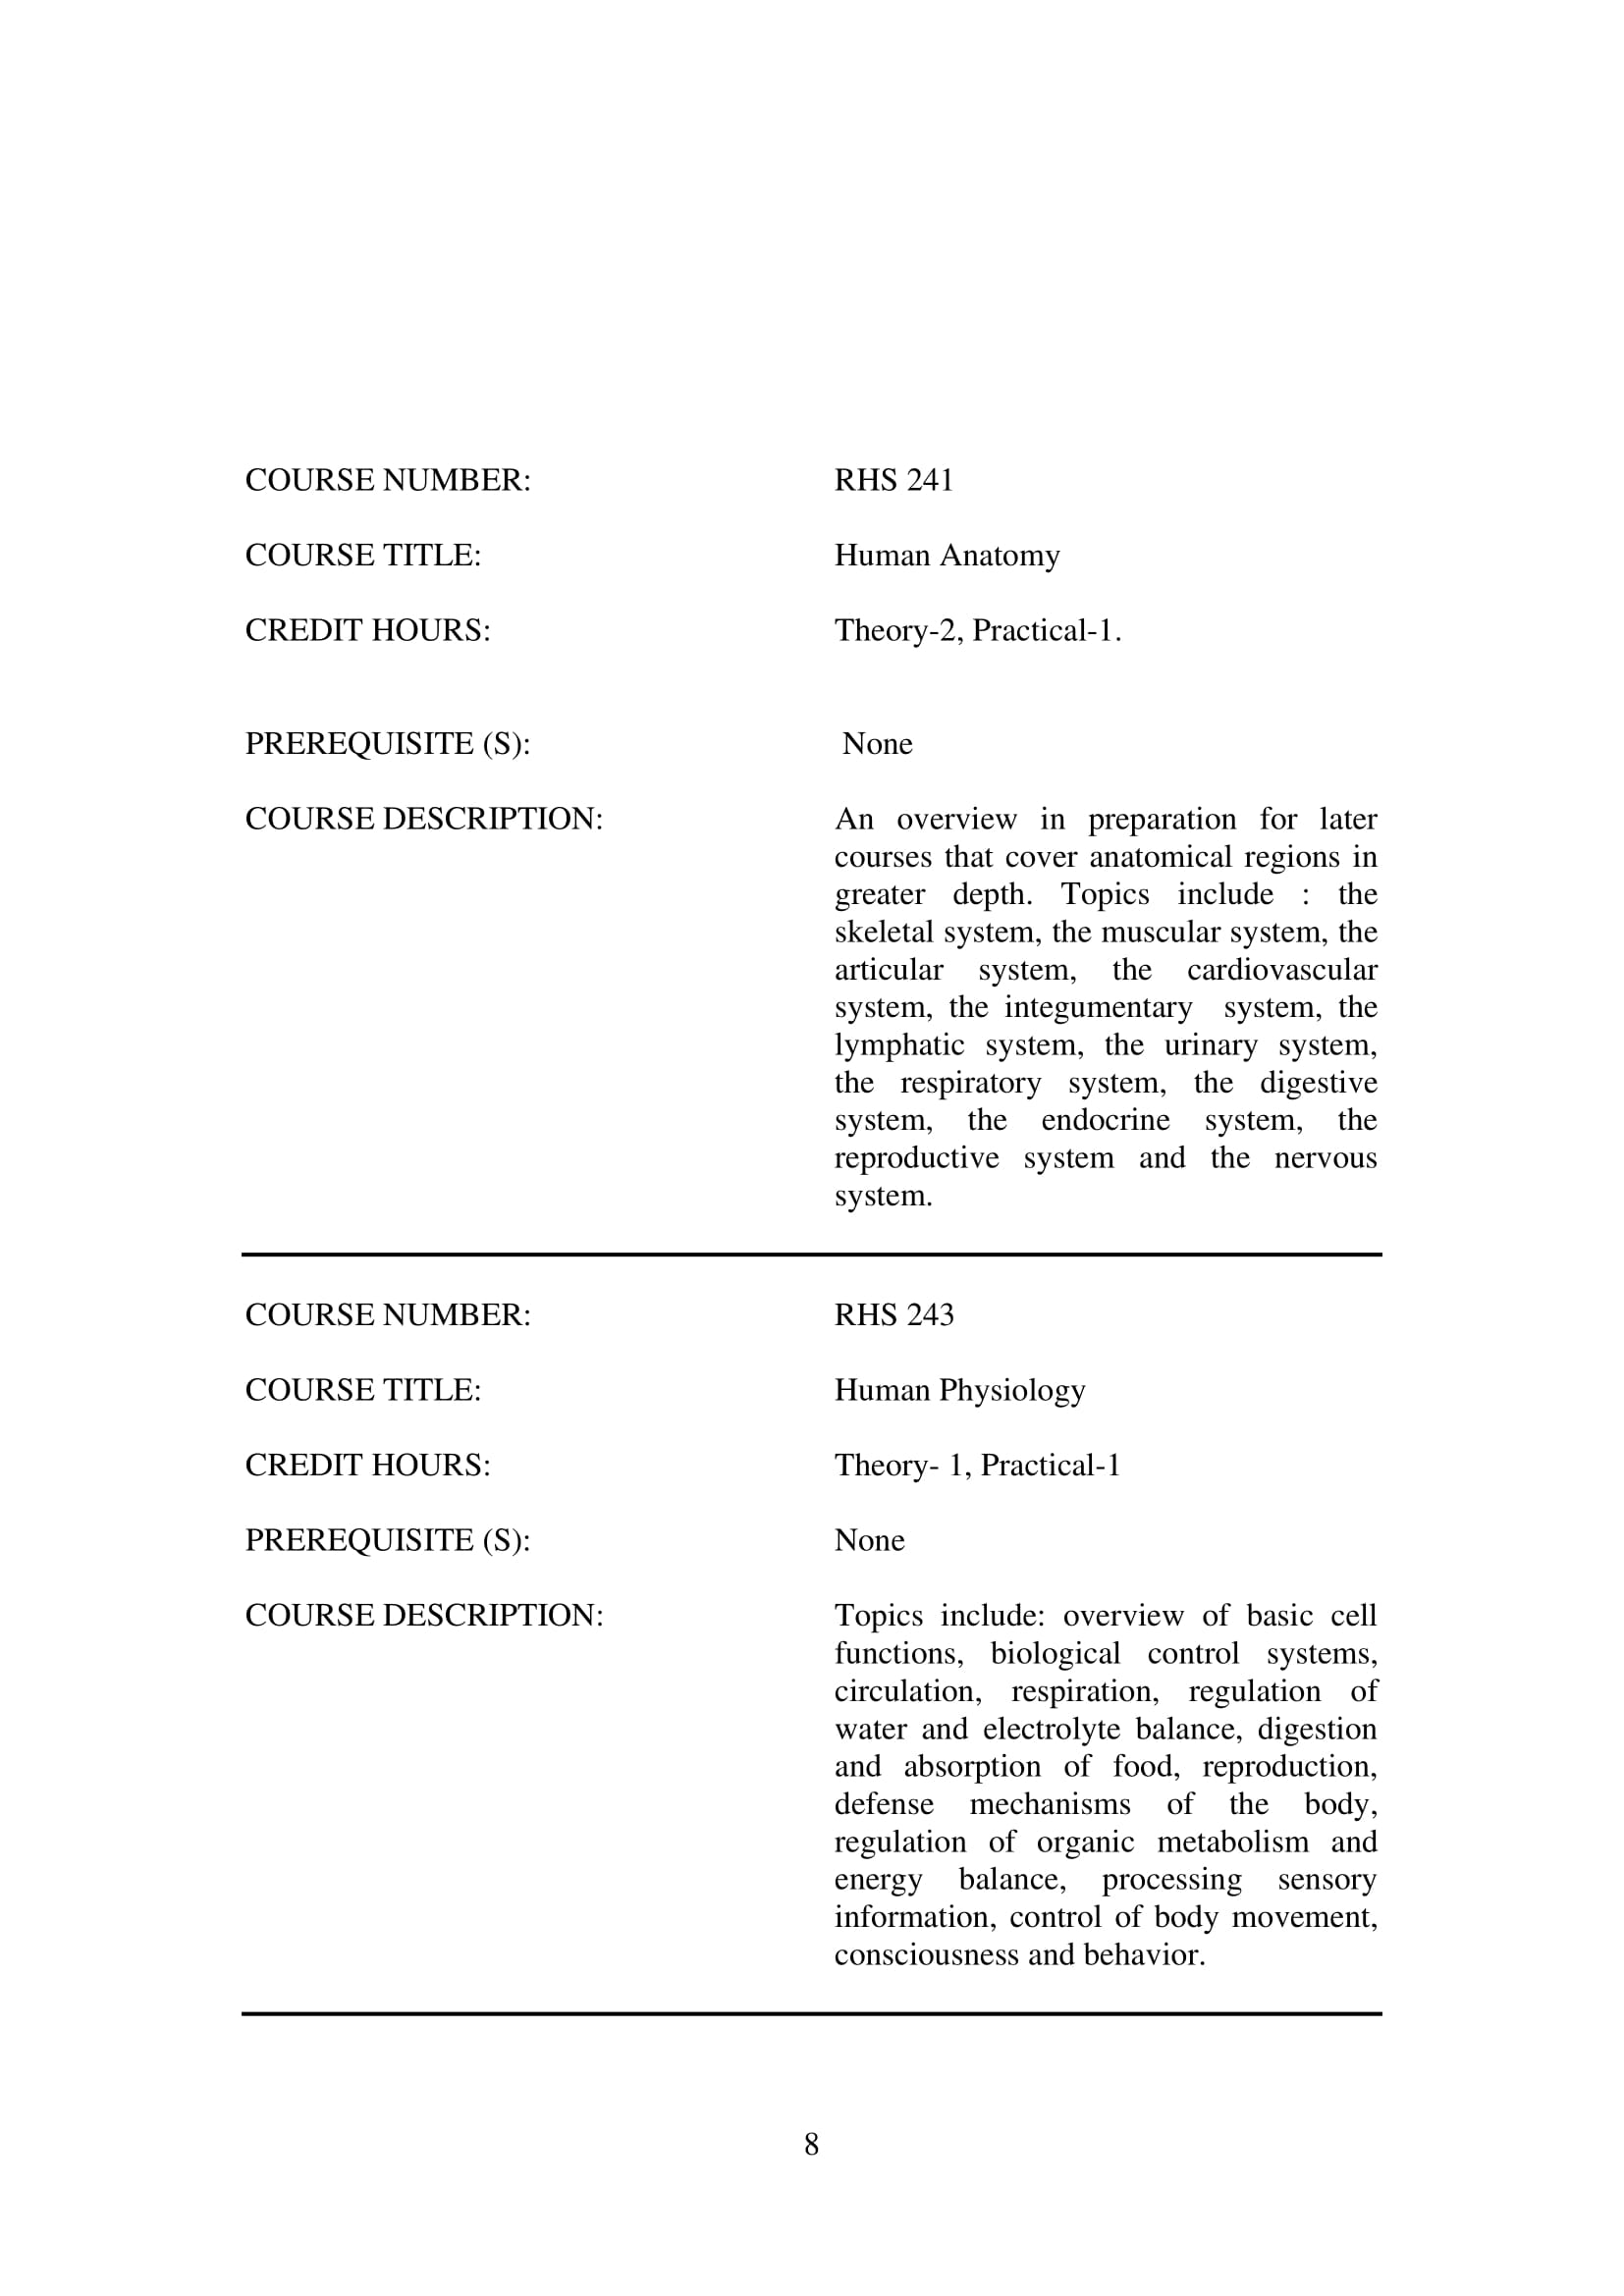 COURSE NUMBER: RHS 241
COURSE TITLE: Human Anatomy
CREDIT HOURS: Theory-2, Practical-1.
PREREQUISITE (S): None
COURSE DESCRIPTION: An overview in preparation for later
courses that cover anatomical regions in
greater depth. Topics include : the
skeletal system, the muscular system, the
articular system, the cardiovascular
system, the integumentary system, the
lymphatic system, the urinary system,
the respiratory system, the digestive
system, the endocrine system, the
reproductive system and the nervous
system.
COURSE NUMBER: RHS 243
COURSE TITLE: Human Physiology
CREDIT HOURS: Theory- 1, Practical-1
PREREQUISITE (S): None
COURSE DESCRIPTION: Topics include: overview of basic cell
functions, biological control systems,
circulation, respiration, regulation of
water and electrolyte balance, digestion
and absorption of food, reproduction,
defense mechanisms of the body,
regulation of organic metabolism and
energy balance, processing sensory
information, control of body movement,
consciousness and behavior.
8